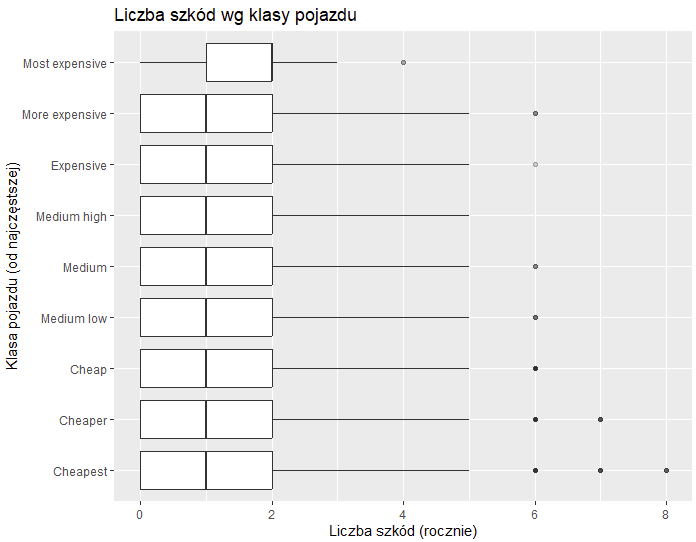 Liczba szkód wg klasy pojazdu
Klasa pojazdu (od najczęstszej)
Most expensive
More expensive
Expensive
Medium high
Medium
Medium low
Cheap
Cheaper
Cheapest
0 2 4 6 8
Liczba szkód (rocznie)